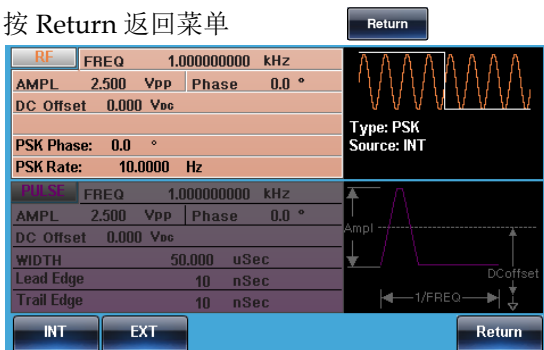 按 Return 返回菜单
Return
RF FREQ 1.000000000 kHz
AMPL 2.500 Vpp Phase 0.0 °
DC Offset 0.000 VDC
PSK Phase: 0.0 °
PSK Rate: 10.0000 Hz
Type: PSK
Source: INT
PULSE FREQ 1.000000000 kHz
AMPL 2.500 Vpp Phase 0.0 °
DC Offset 0.000 VDC
WIDTH 50.000 uSec
Lead Edge 10 nSec
Trail Edge 10 nSec
Ampl
DCoffset
1/FREQ
INT EXT Return